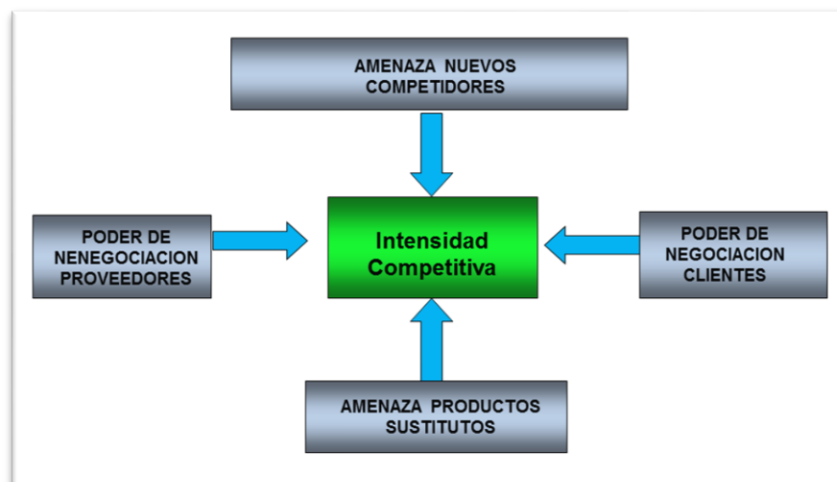 AMENAZA NUEVOS
COMPETIDORES
PODER DE
NENEGOCIACION
PROVEEDORES
Intensidad
Competitiva
PODER DE
NEGOCIACION
CLIENTES
AMENAZA PRODUCTOS
SUSTITUTOS